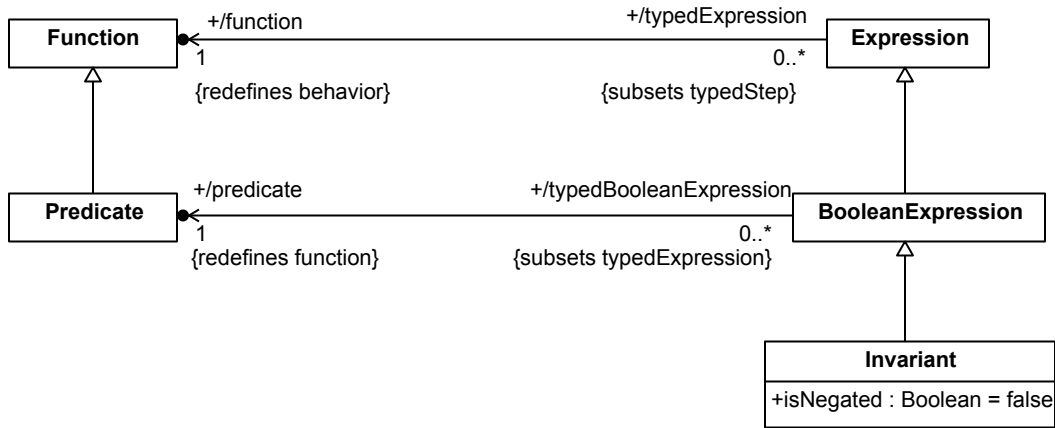 Function
+/function
+/typedExpression
Expression
1
0..*
{redefines behavior}
{subsets typedStep}
Predicate
+/predicate
+/typedBooleanExpression
BooleanExpression
1
0..*
{redefines function}
{subsets typedExpression}
Invariant
+isNegated : Boolean = false